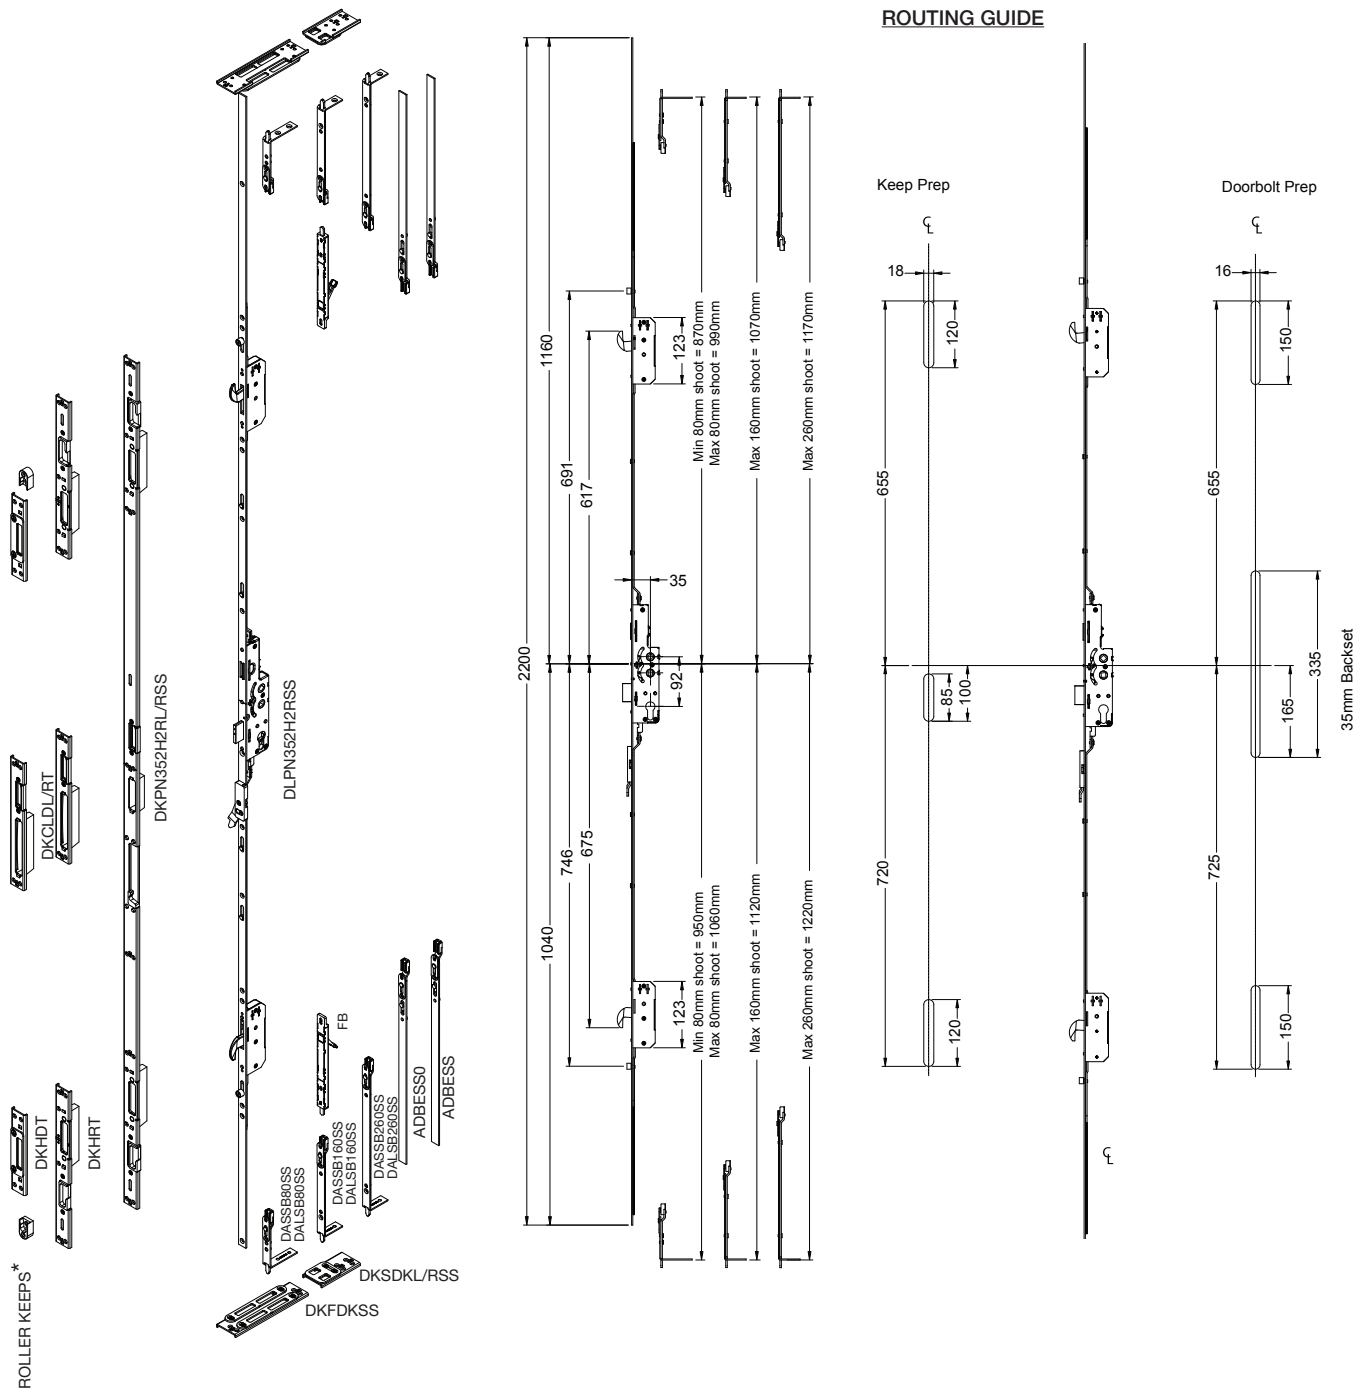 ROUTING GUIDE
ROLLER KEEPS*
DKHDT
DKHRT
DKCLDL/RT
DKPN352H2RL/RSS
DLPN352H2RSS
FB
DASSB80SS
DALSB80SS
DASSB160SS
DALSB160SS
DASSB260SS
DALSB260SS
ADBESS0
ADBESS
DKSDKL/RSS
DKFDKSS
2200
1160
1040
691
617
746
675
123
123
35
92
Min 80mm shoot = 870mm
Max 80mm shoot = 990mm
Max 160mm shoot = 1070mm
Max 260mm shoot = 1170mm
Min 80mm shoot = 950mm
Max 80mm shoot = 1060mm
Max 160mm shoot = 1120mm
Max 260mm shoot = 1220mm
Keep Prep
℄
18
120
655
85
100
720
120
℄
Doorbolt Prep
℄
16
150
655
335
165
725
150
35mm Backset